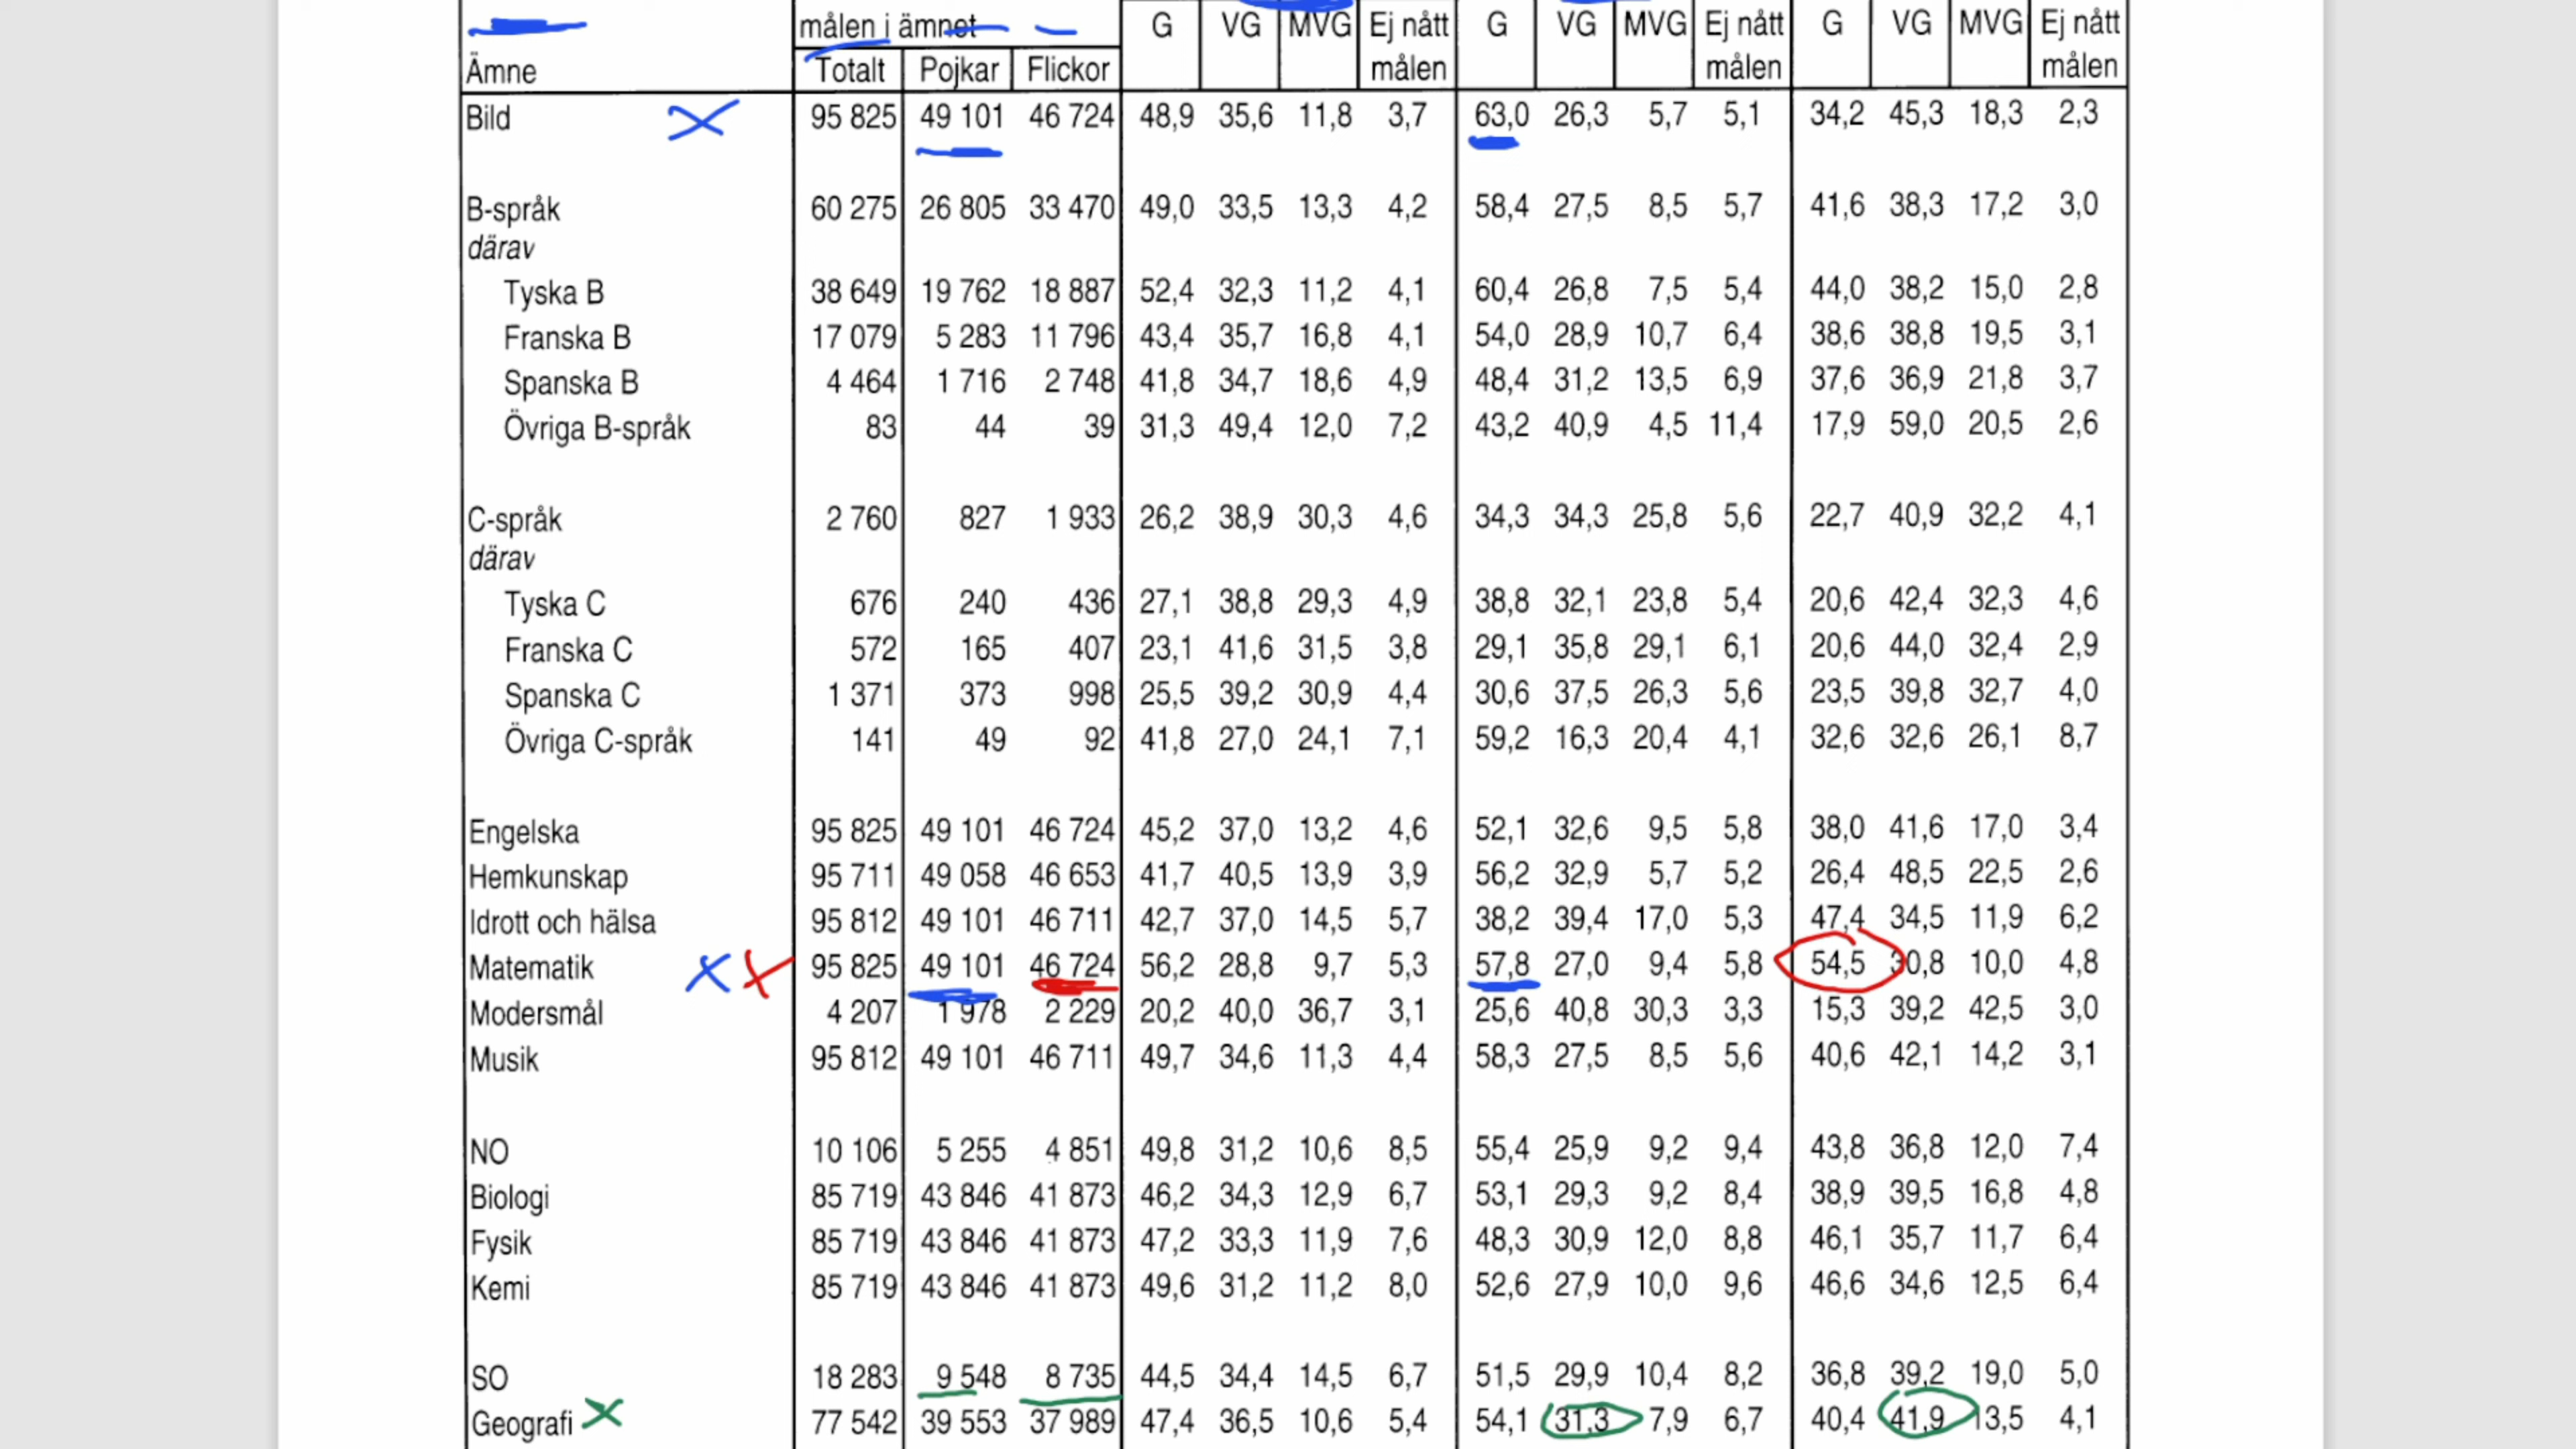 målen i ämnet G VG MVG Ej nått G VG MVG Ej nått G VG MVG Ej nått
Ämne Totalt Pojkar Flickor målen målen målen
Bild 95 825 49 101 46 724 48,9 35,6 11,8 3,7 63,0 26,3 5,7 5,1 34,2 45,3 18,3 2,3
B-språk 60 275 26 805 33 470 49,0 33,5 13,3 4,2 58,4 27,5 8,5 5,7 41,6 38,3 17,2 3,0
därav
Tyska B 38 649 19 762 18 887 52,4 32,3 11,2 4,1 60,4 26,8 7,5 5,4 44,0 38,2 15,0 2,8
Franska B 17 079 5 283 11 796 43,4 35,7 16,8 4,1 54,0 28,9 10,7 6,4 38,6 38,8 19,5 3,1
Spanska B 4 464 1 716 2 748 41,8 34,7 18,6 4,9 48,4 31,2 13,5 6,9 37,6 36,9 21,8 3,7
Övriga B-språk 83 44 39 31,3 49,4 12,0 7,2 43,2 40,9 4,5 11,4 17,9 59,0 20,5 2,6
C-språk 2 760 827 1 933 26,2 38,9 30,3 4,6 34,3 34,3 25,8 5,6 22,7 40,9 32,2 4,1
därav
Tyska C 676 240 436 27,1 38,8 29,3 4,9 38,8 32,1 23,8 5,4 20,6 42,4 32,3 4,6
Franska C 572 165 407 23,1 41,6 31,5 3,8 29,1 35,8 29,1 6,1 20,6 44,0 32,4 2,9
Spanska C 1 371 373 998 25,5 39,2 30,9 4,4 30,6 37,5 26,3 5,6 23,5 39,8 32,7 4,0
Övriga C-språk 141 49 92 41,8 27,0 24,1 7,1 59,2 16,3 20,4 4,1 32,6 32,6 26,1 8,7
Engelska 95 825 49 101 46 724 45,2 37,0 13,2 4,6 52,1 32,6 9,5 5,8 38,0 41,6 17,0 3,4
Hemkunskap 95 711 49 058 46 653 41,7 40,5 13,9 3,9 56,2 32,9 5,7 5,2 26,4 48,5 22,5 2,6
Idrott och hälsa 95 812 49 101 46 711 42,7 37,0 14,5 5,7 38,2 39,4 17,0 5,3 47,4 34,5 11,9 6,2
Matematik 95 825 49 101 46 724 56,2 28,8 9,7 5,3 57,8 27,0 9,4 5,8 54,5 30,8 10,0 4,8
Modersmål 4 207 1 978 2 229 20,2 40,0 36,7 3,1 25,6 40,8 30,3 3,3 15,3 39,2 42,5 3,0
Musik 95 812 49 101 46 711 49,7 34,6 11,3 4,4 58,3 27,5 8,5 5,6 40,6 42,1 14,2 3,1
NO 10 106 5 255 4 851 49,8 31,2 10,6 8,5 55,4 25,9 9,2 9,4 43,8 36,8 12,0 7,4
Biologi 85 719 43 846 41 873 46,2 34,3 12,9 6,7 53,1 29,3 9,2 8,4 38,9 39,5 16,8 4,8
Fysik 85 719 43 846 41 873 47,2 33,3 11,9 7,6 48,3 30,9 12,0 8,8 46,1 35,7 11,7 6,4
Kemi 85 719 43 846 41 873 49,6 31,2 11,2 8,0 52,6 27,9 10,0 9,6 46,6 34,6 12,5 6,4
SO 18 283 9 548 8 735 44,5 34,4 14,5 6,7 51,5 29,9 10,4 8,2 36,8 39,2 19,0 5,0
Geografi 77 542 39 553 37 989 47,4 36,5 10,6 5,4 54,1 31,3 7,9 6,7 40,4 41,9 13,5 4,1